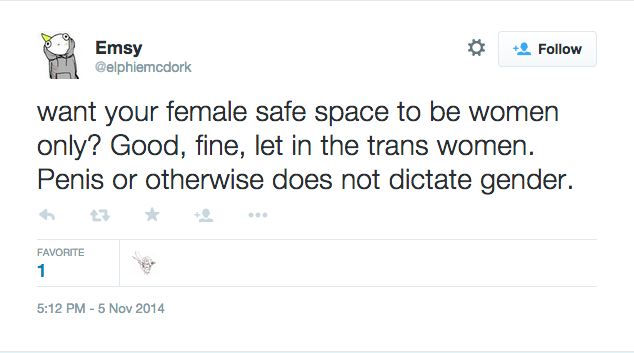 Emsy
@elphiemcdork
Follow
want your female safe space to be women
only? Good, fine, let in the trans women.
Penis or otherwise does not dictate gender.
FAVORITE
1
5:12 PM - 5 Nov 2014